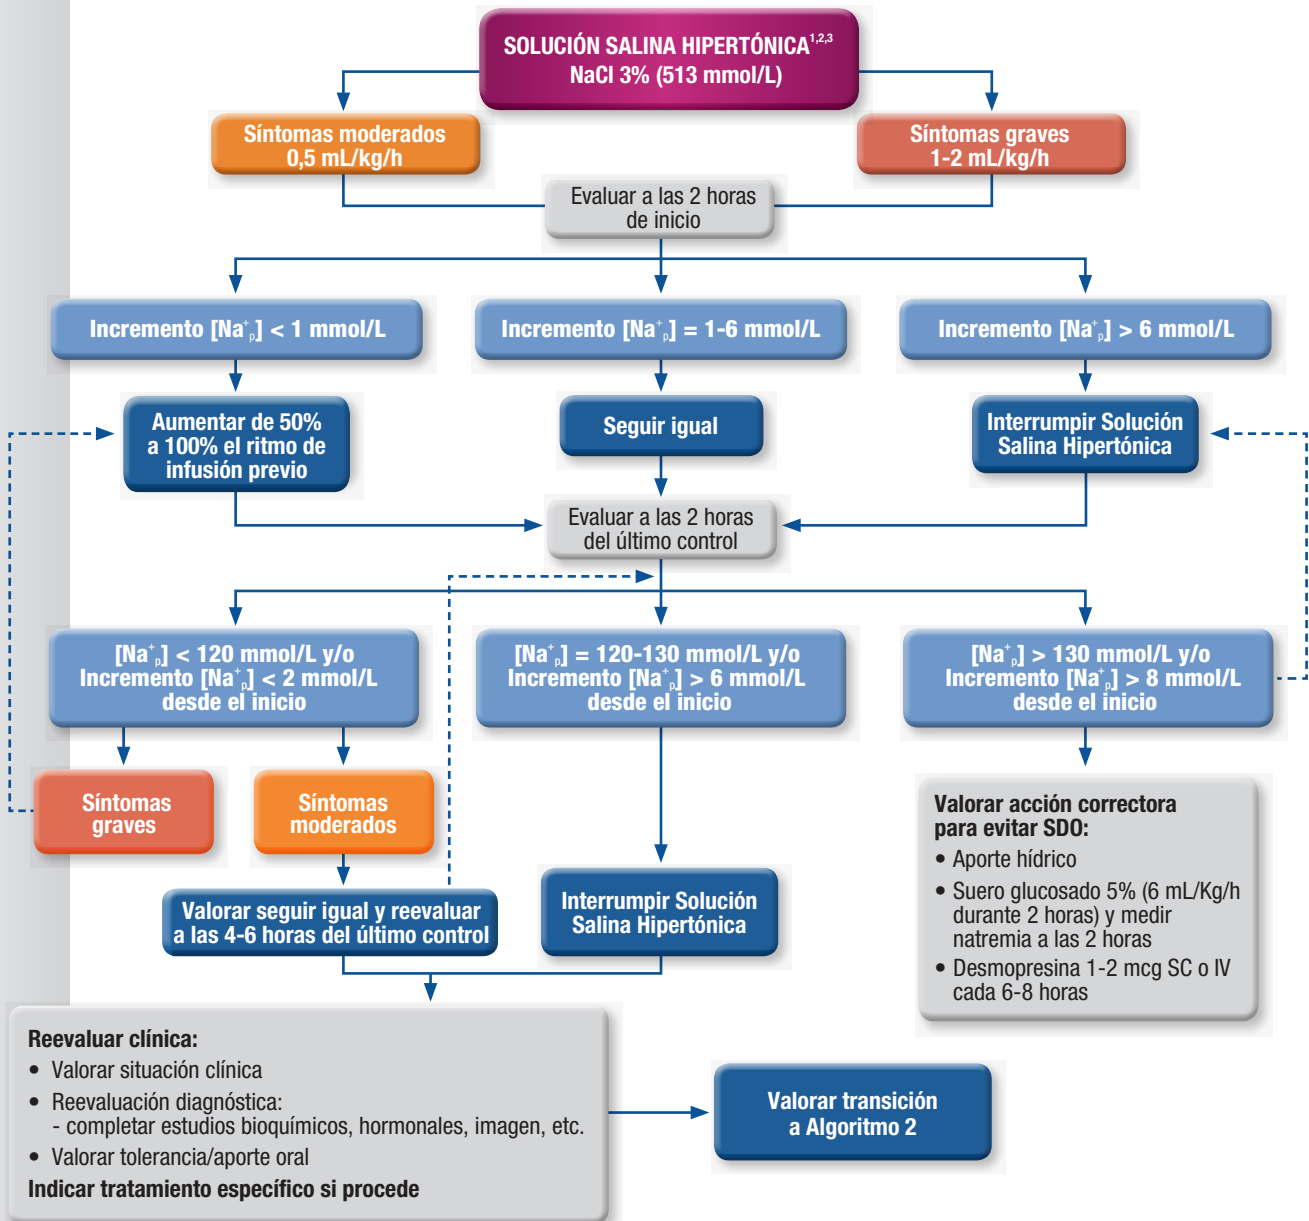 SOLUCIÓN SALINA HIPERTÓNICA1,2,3
NaCl 3% (513 mmol/L)
Síntomas moderados
0,5 mL/kg/h
Síntomas graves
1-2 mL/kg/h
Evaluar a las 2 horas
de inicio
Incremento [Na+p] < 1 mmol/L
Incremento [Na+p] = 1-6 mmol/L
Incremento [Na+p] > 6 mmol/L
Aumentar de 50%
a 100% el ritmo de
infusión previo
Seguir igual
Interrumpir Solución
Salina Hipertónica
Evaluar a las 2 horas
del último control
[Na+p] < 120 mmol/L y/o
Incremento [Na+p] < 2 mmol/L
desde el inicio
[Na+p] = 120-130 mmol/L y/o
Incremento [Na+p] > 6 mmol/L
desde el inicio
[Na+p] > 130 mmol/L y/o
Incremento [Na+p] > 8 mmol/L
desde el inicio
Síntomas
graves
Síntomas
moderados
Valorar seguir igual y reevaluar
a las 4-6 horas del último control
Interrumpir Solución
Salina Hipertónica
Valorar acción correctora
para evitar SDO:
• Aporte hídrico
• Suero glucosado 5% (6 mL/Kg/h
durante 2 horas) y medir
natremia a las 2 horas
• Desmopresina 1-2 mcg SC o IV
cada 6-8 horas
Reevaluar clínica:
• Valorar situación clínica
• Reevaluación diagnóstica:
- completar estudios bioquímicos, hormonales, imagen, etc.
• Valorar tolerancia/aporte oral
Indicar tratamiento específico si procede
Valorar transición
a Algoritmo 2